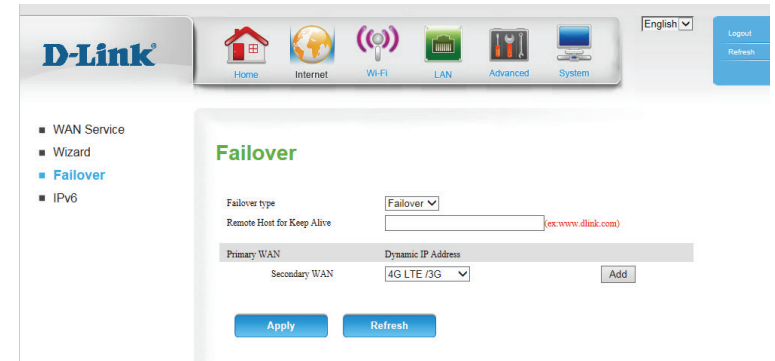 D-Link
Home Internet Wi-Fi LAN Advanced System
English
Logout
Refresh
WAN Service
Wizard
Failover
IPv6
Failover
Failover type Failover
Remote Host for Keep Alive (ex:www.dlink.com)
Primary WAN Dynamic IP Address
Secondary WAN 4G LTE /3G Add
Apply Refresh